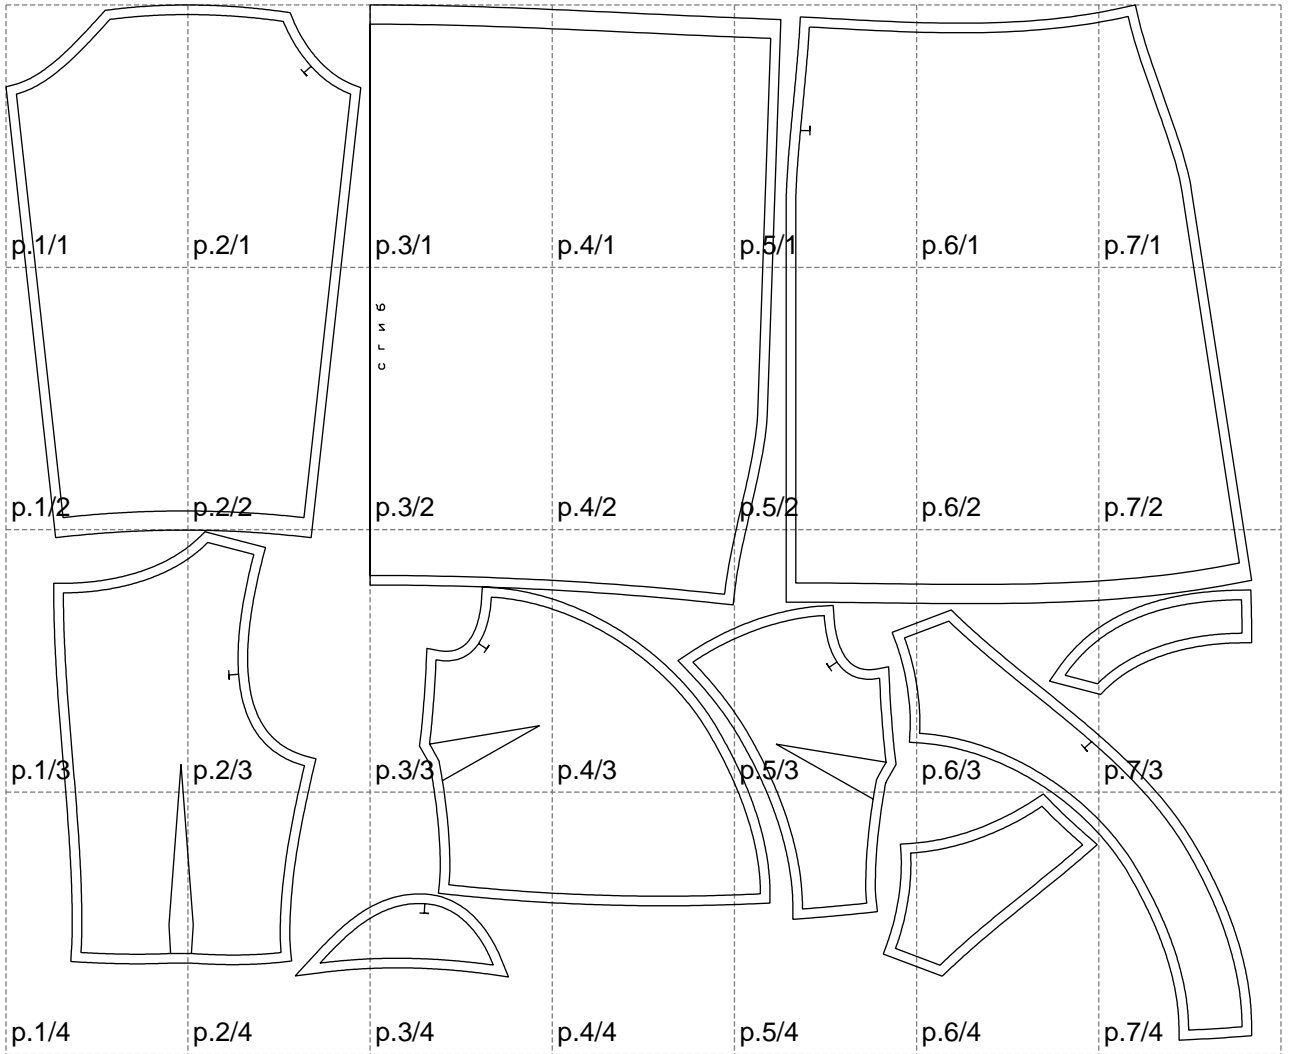 p.1/1 p.2/1 p.3/1 p.4/1 p.5/1 p.6/1 p.7/1
сгиб
p.1/2 p.2/2 p.3/2 p.4/2 p.5/2 p.6/2 p.7/2
p.1/3 p.2/3 p.3/3 p.4/3 p.5/3 p.6/3 p.7/3
p.1/4 p.2/4 p.3/4 p.4/4 p.5/4 p.6/4 p.7/4